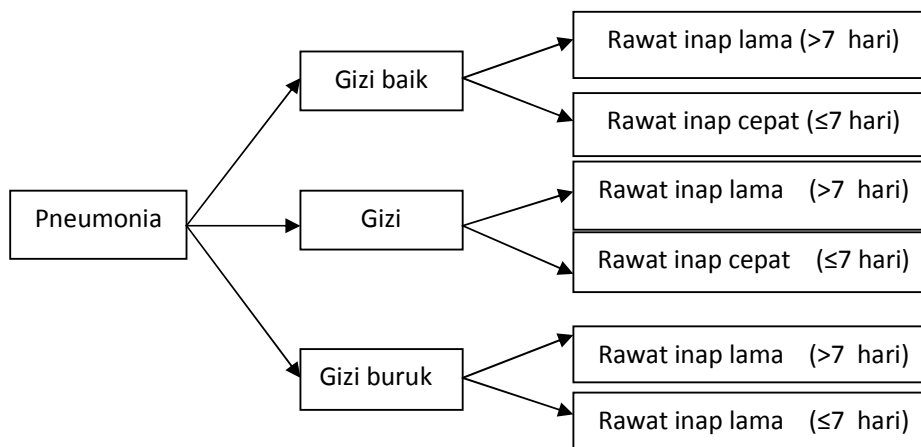 Pneumonia
Gizi baik
Rawat inap lama (>7 hari)
Rawat inap cepat (≤7 hari)
Gizi
Rawat inap lama (>7 hari)
Rawat inap cepat (≤7 hari)
Gizi buruk
Rawat inap lama (>7 hari)
Rawat inap lama (≤7 hari)